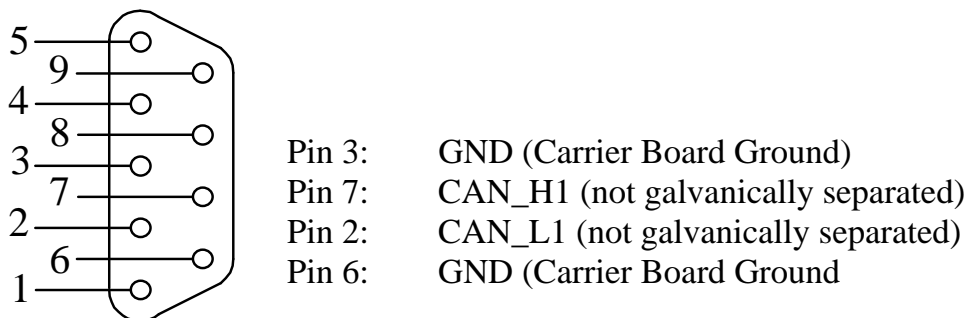 5
9
4
8
3
7
2
6
1
Pin 3: GND (Carrier Board Ground)
Pin 7: CAN_H1 (not galvanically separated)
Pin 2: CAN_L1 (not galvanically separated)
Pin 6: GND (Carrier Board Ground